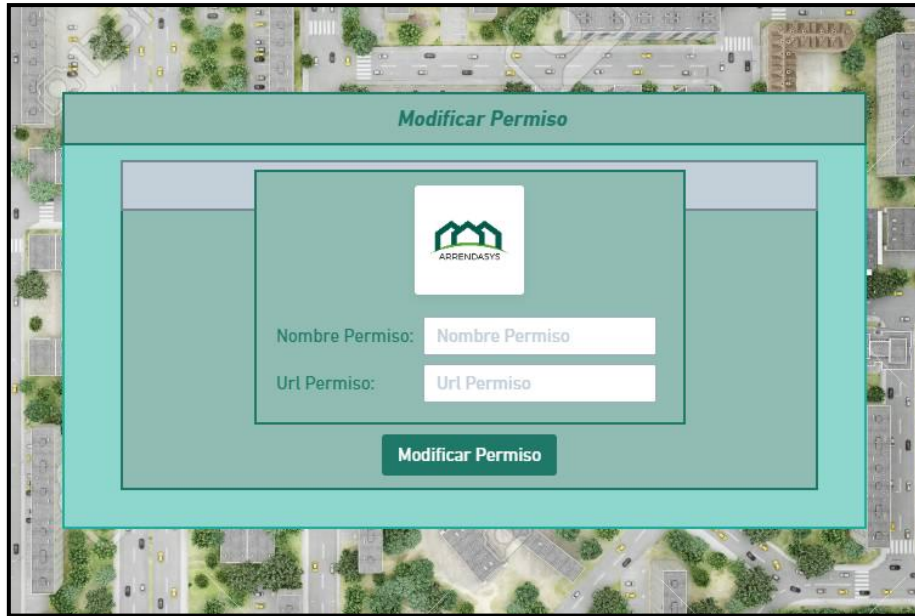 Modificar Permiso
ARRENDASYS
Nombre Permiso: Nombre Permiso
Url Permiso: Url Permiso
Modificar Permiso